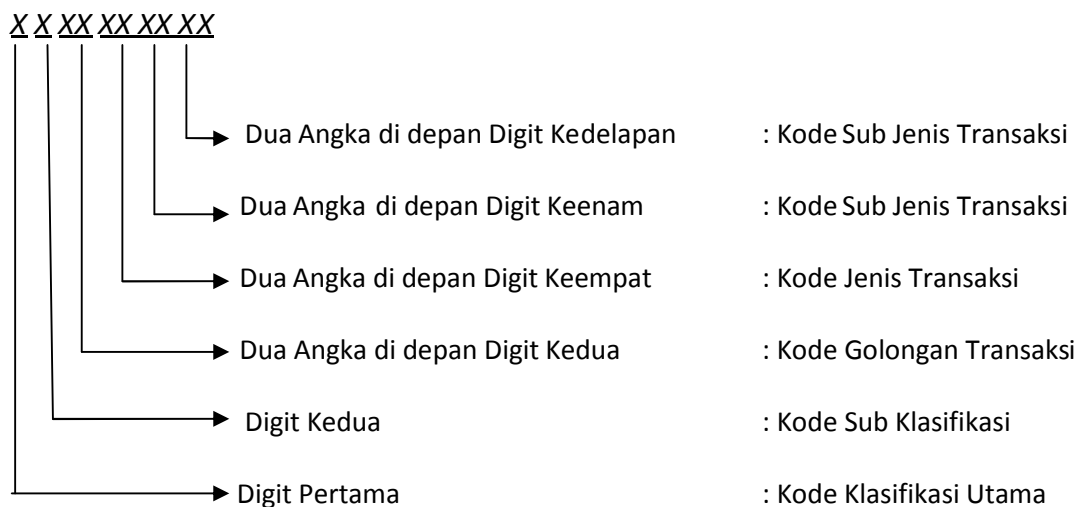 X X XX XX XX XX
Dua Angka di depan Digit Kedelapan : Kode Sub Jenis Transaksi
Dua Angka di depan Digit Keenam : Kode Sub Jenis Transaksi
Dua Angka di depan Digit Keempat : Kode Jenis Transaksi
Dua Angka di depan Digit Kedua : Kode Golongan Transaksi
Digit Kedua : Kode Sub Klasifikasi
Digit Pertama : Kode Klasifikasi Utama